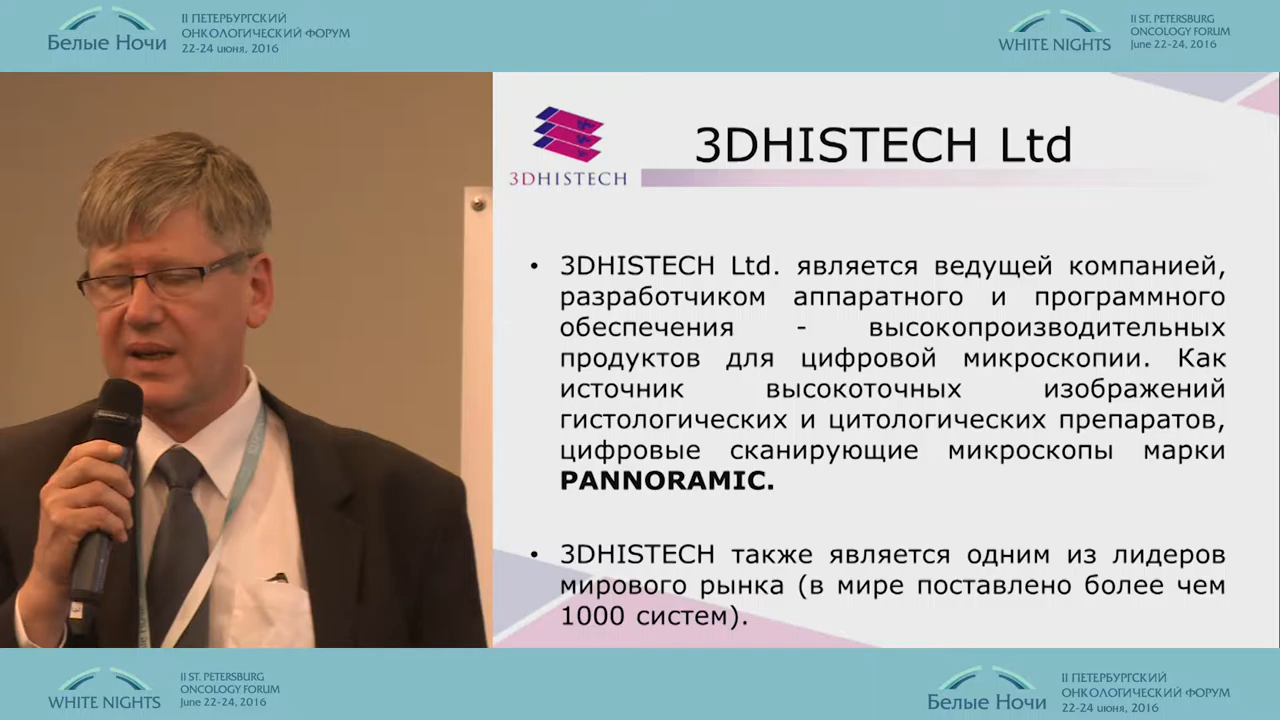 Белые Ночи
II ПЕТЕРБУРГСКИЙ
ОНКОЛОГИЧЕСКИЙ ФОРУМ
22-24 июня, 2016
WHITE NIGHTS
II ST. PETERSBURG
ONCOLOGY FORUM
June 22-24, 2016
3DHISTECH
3DHISTECH Ltd
• 3DHISTECH Ltd. является ведущей компанией,
разработчиком аппаратного и программного
обеспечения - высокопроизводительных
продуктов для цифровой микроскопии. Как
источник высокоточных изображений
гистологических и цитологических препаратов,
цифровые сканирующие микроскопы марки
PANNORAMIC.
• 3DHISTECH также является одним из лидеров
мирового рынка (в мире поставлено более чем
1000 систем).
WHITE NIGHTS
II ST. PETERSBURG
ONCOLOGY FORUM
June 22-24, 2016
Белые Ночи
II ПЕТЕРБУРГСКИЙ
ОНКОЛОГИЧЕСКИЙ ФОРУМ
22-24 июня, 2016